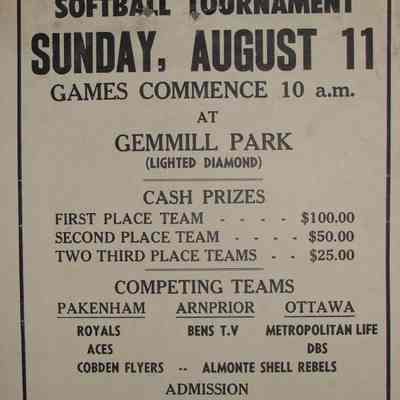 SOFTBALL TOURNAMENT
SUNDAY, AUGUST 11
GAMES COMMENCE 10 a.m.
AT
GEMMILL PARK
(LIGHTED DIAMOND)
CASH PRIZES
FIRST PLACE TEAM - - - - $100.00
SECOND PLACE TEAM - - - $50.00
TWO THIRD PLACE TEAMS - - $25.00
COMPETING TEAMS
PAKENHAM ARNPRIOR OTTAWA
ROYALS BENS T.V METROPOLITAN LIFE
ACES DBS
COBDEN FLYERS -- ALMONTE SHELL REBELS
ADMISSION